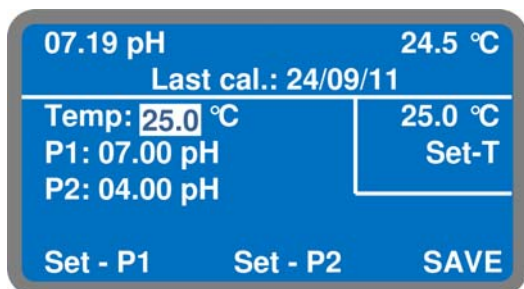 07.19 pH 24.5 °C
Last cal.: 24/09/11
Temp: 25.0 °C 25.0 °C
P1: 07.00 pH Set-T
P2: 04.00 pH
Set - P1 Set - P2 SAVE